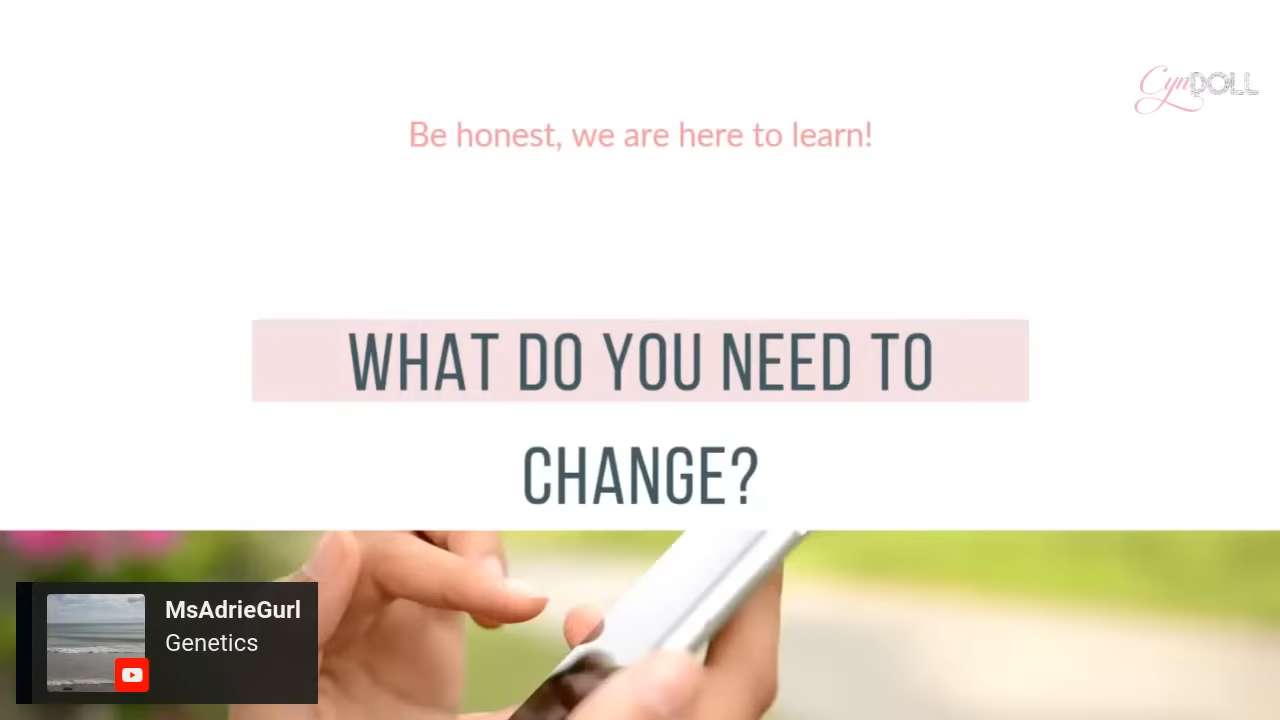 CynDOLL
Be honest, we are here to learn!
WHAT DO YOU NEED TO
CHANGE?
MsAdrieGurl
Genetics